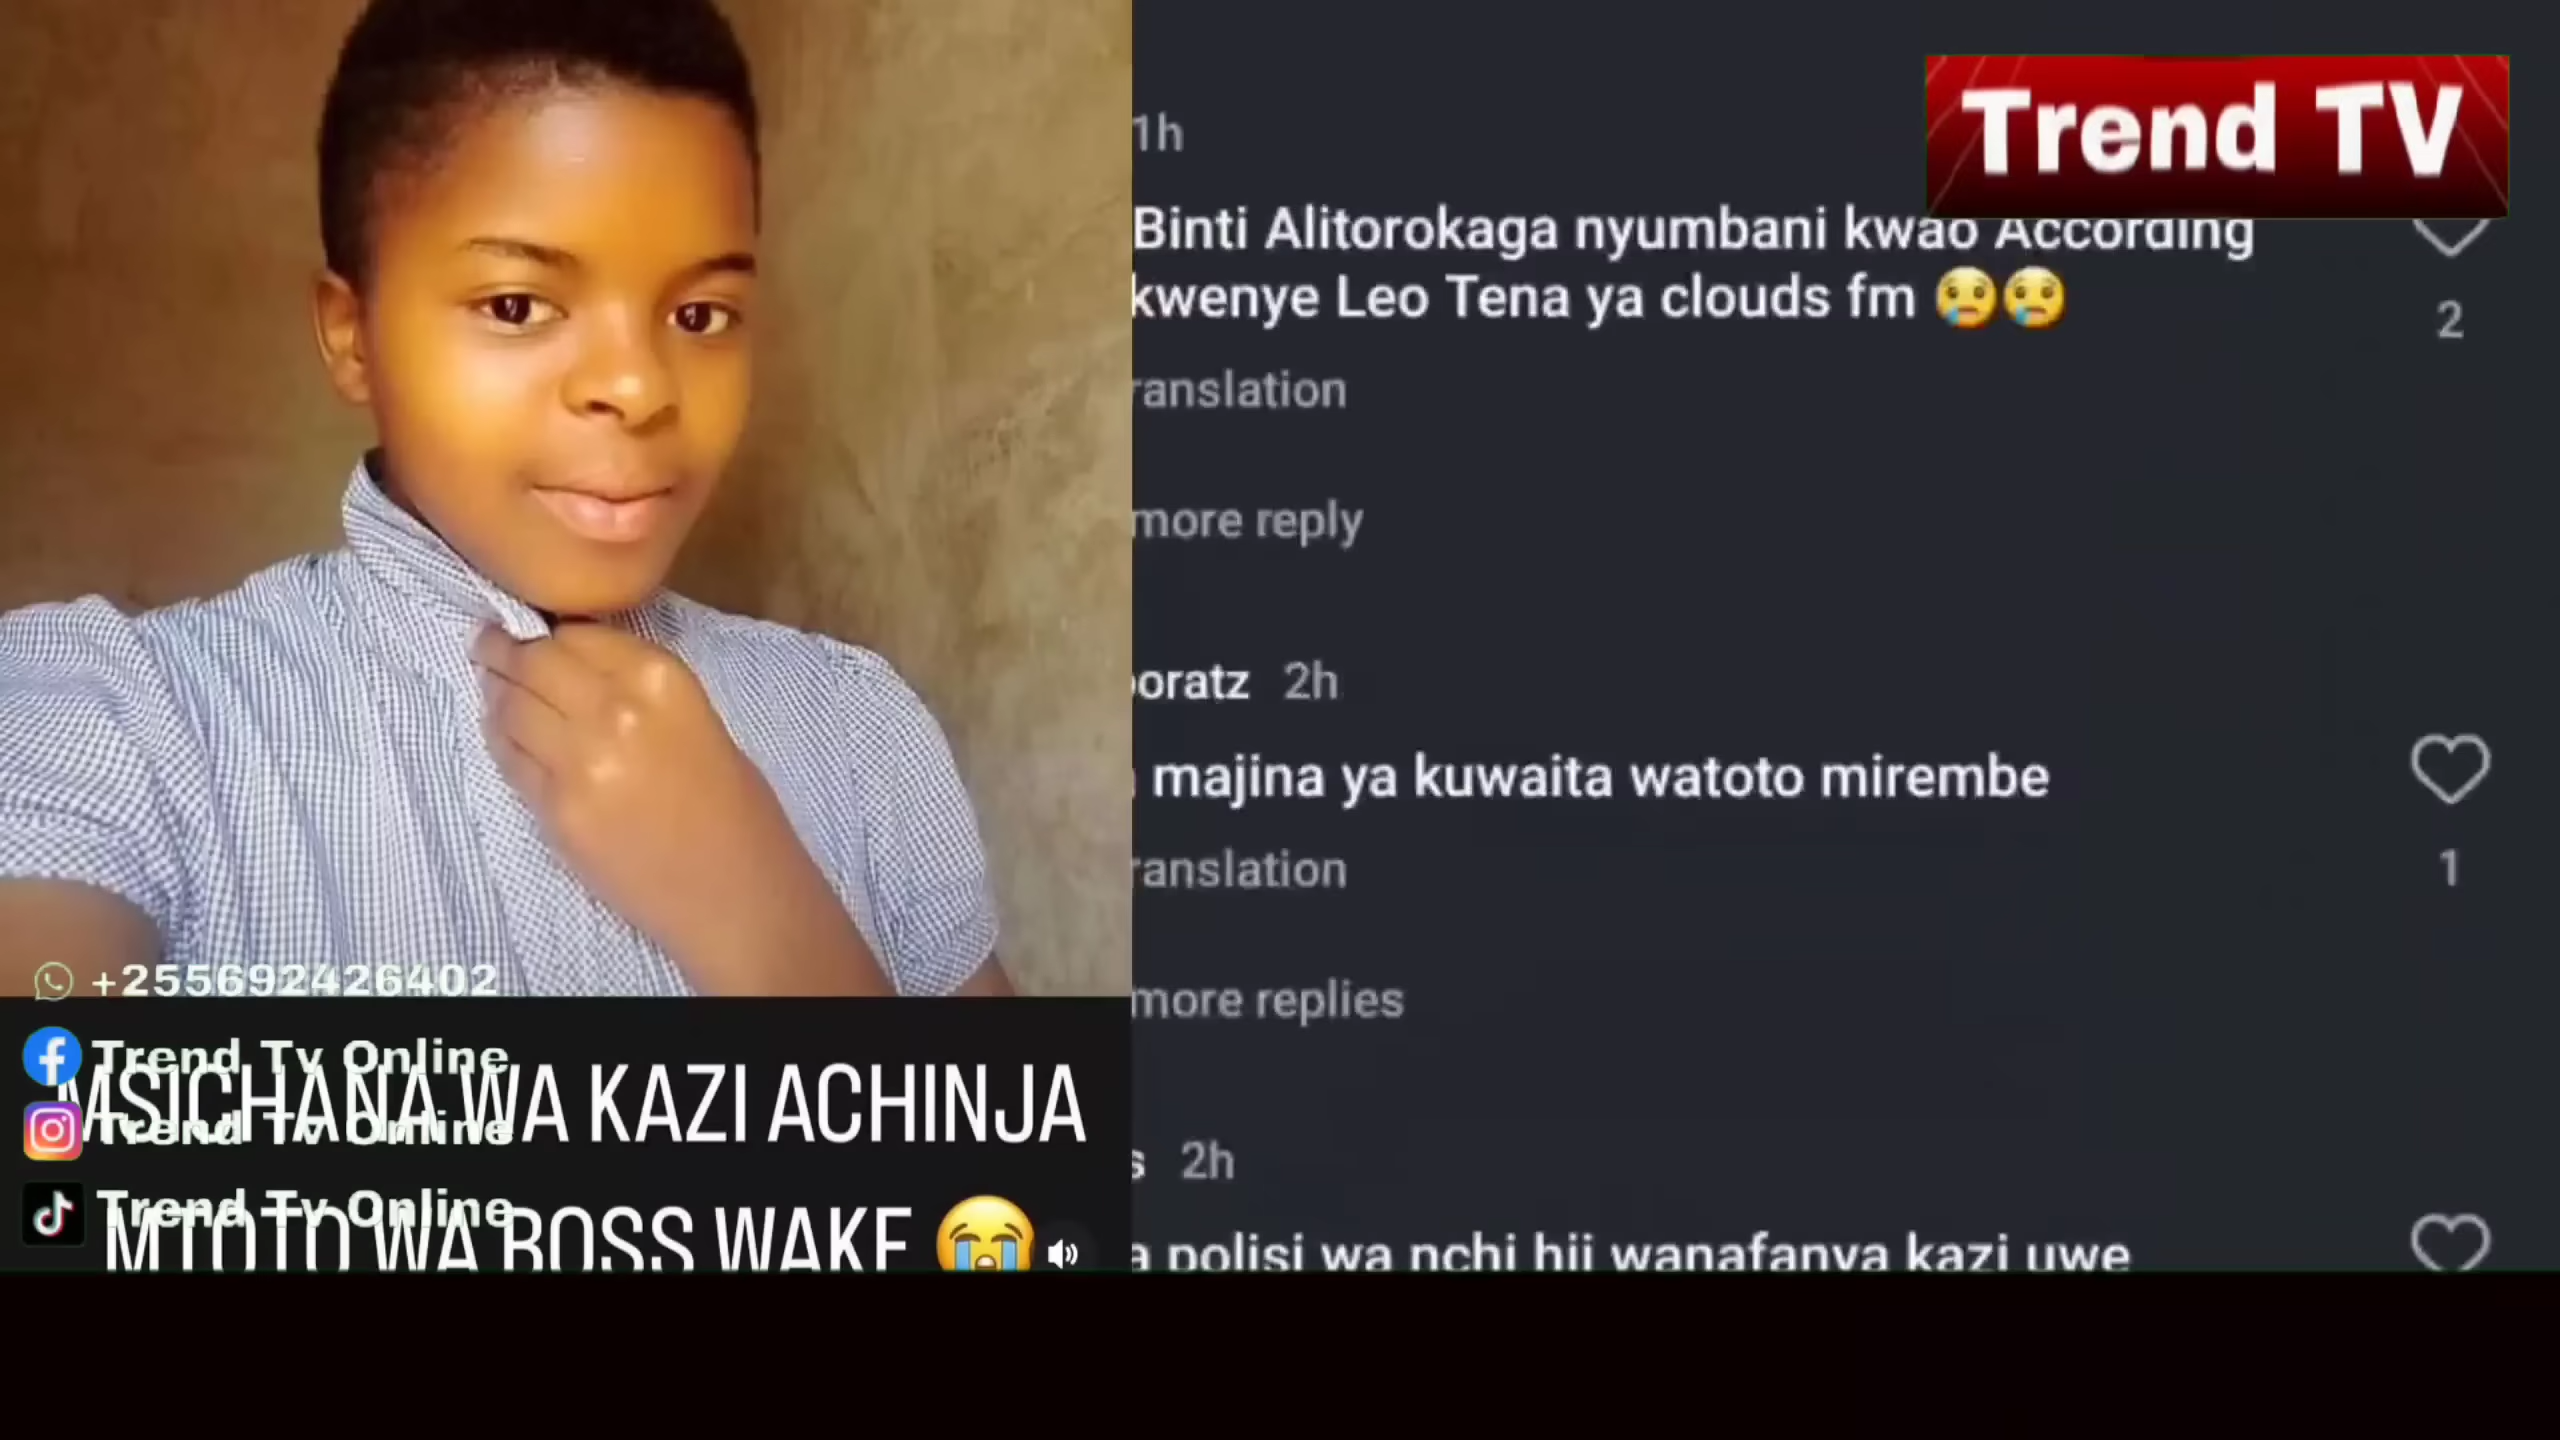 Trend TV
1h
Binti Alitorokaga nyumbani kwao According
kwenye Leo Tena ya clouds fm 😢😢
2
ranslation
more reply
poratz 2h
majina ya kuwaita watoto mirembe
ranslation
1
more replies
s 2h
a polisi wa nchi hii wanafanya kazi uwe
+255692426402
Trend Tv Online
MSICHANA WA KAZI ACHINJA
Trend Tv Online
Trend Tv Online
MTOTO WA BOSS WAKE 😭